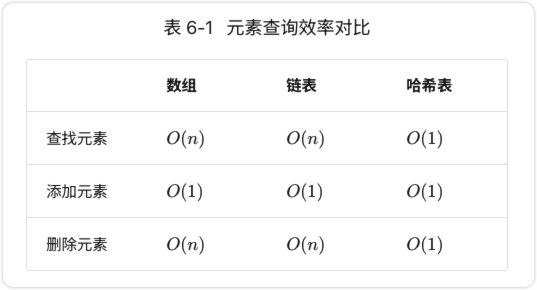 表 6-1 元素查询效率对比
数组 链表 哈希表
查找元素 O(n) O(n) O(1)
添加元素 O(1) O(1) O(1)
删除元素 O(n) O(n) O(1)